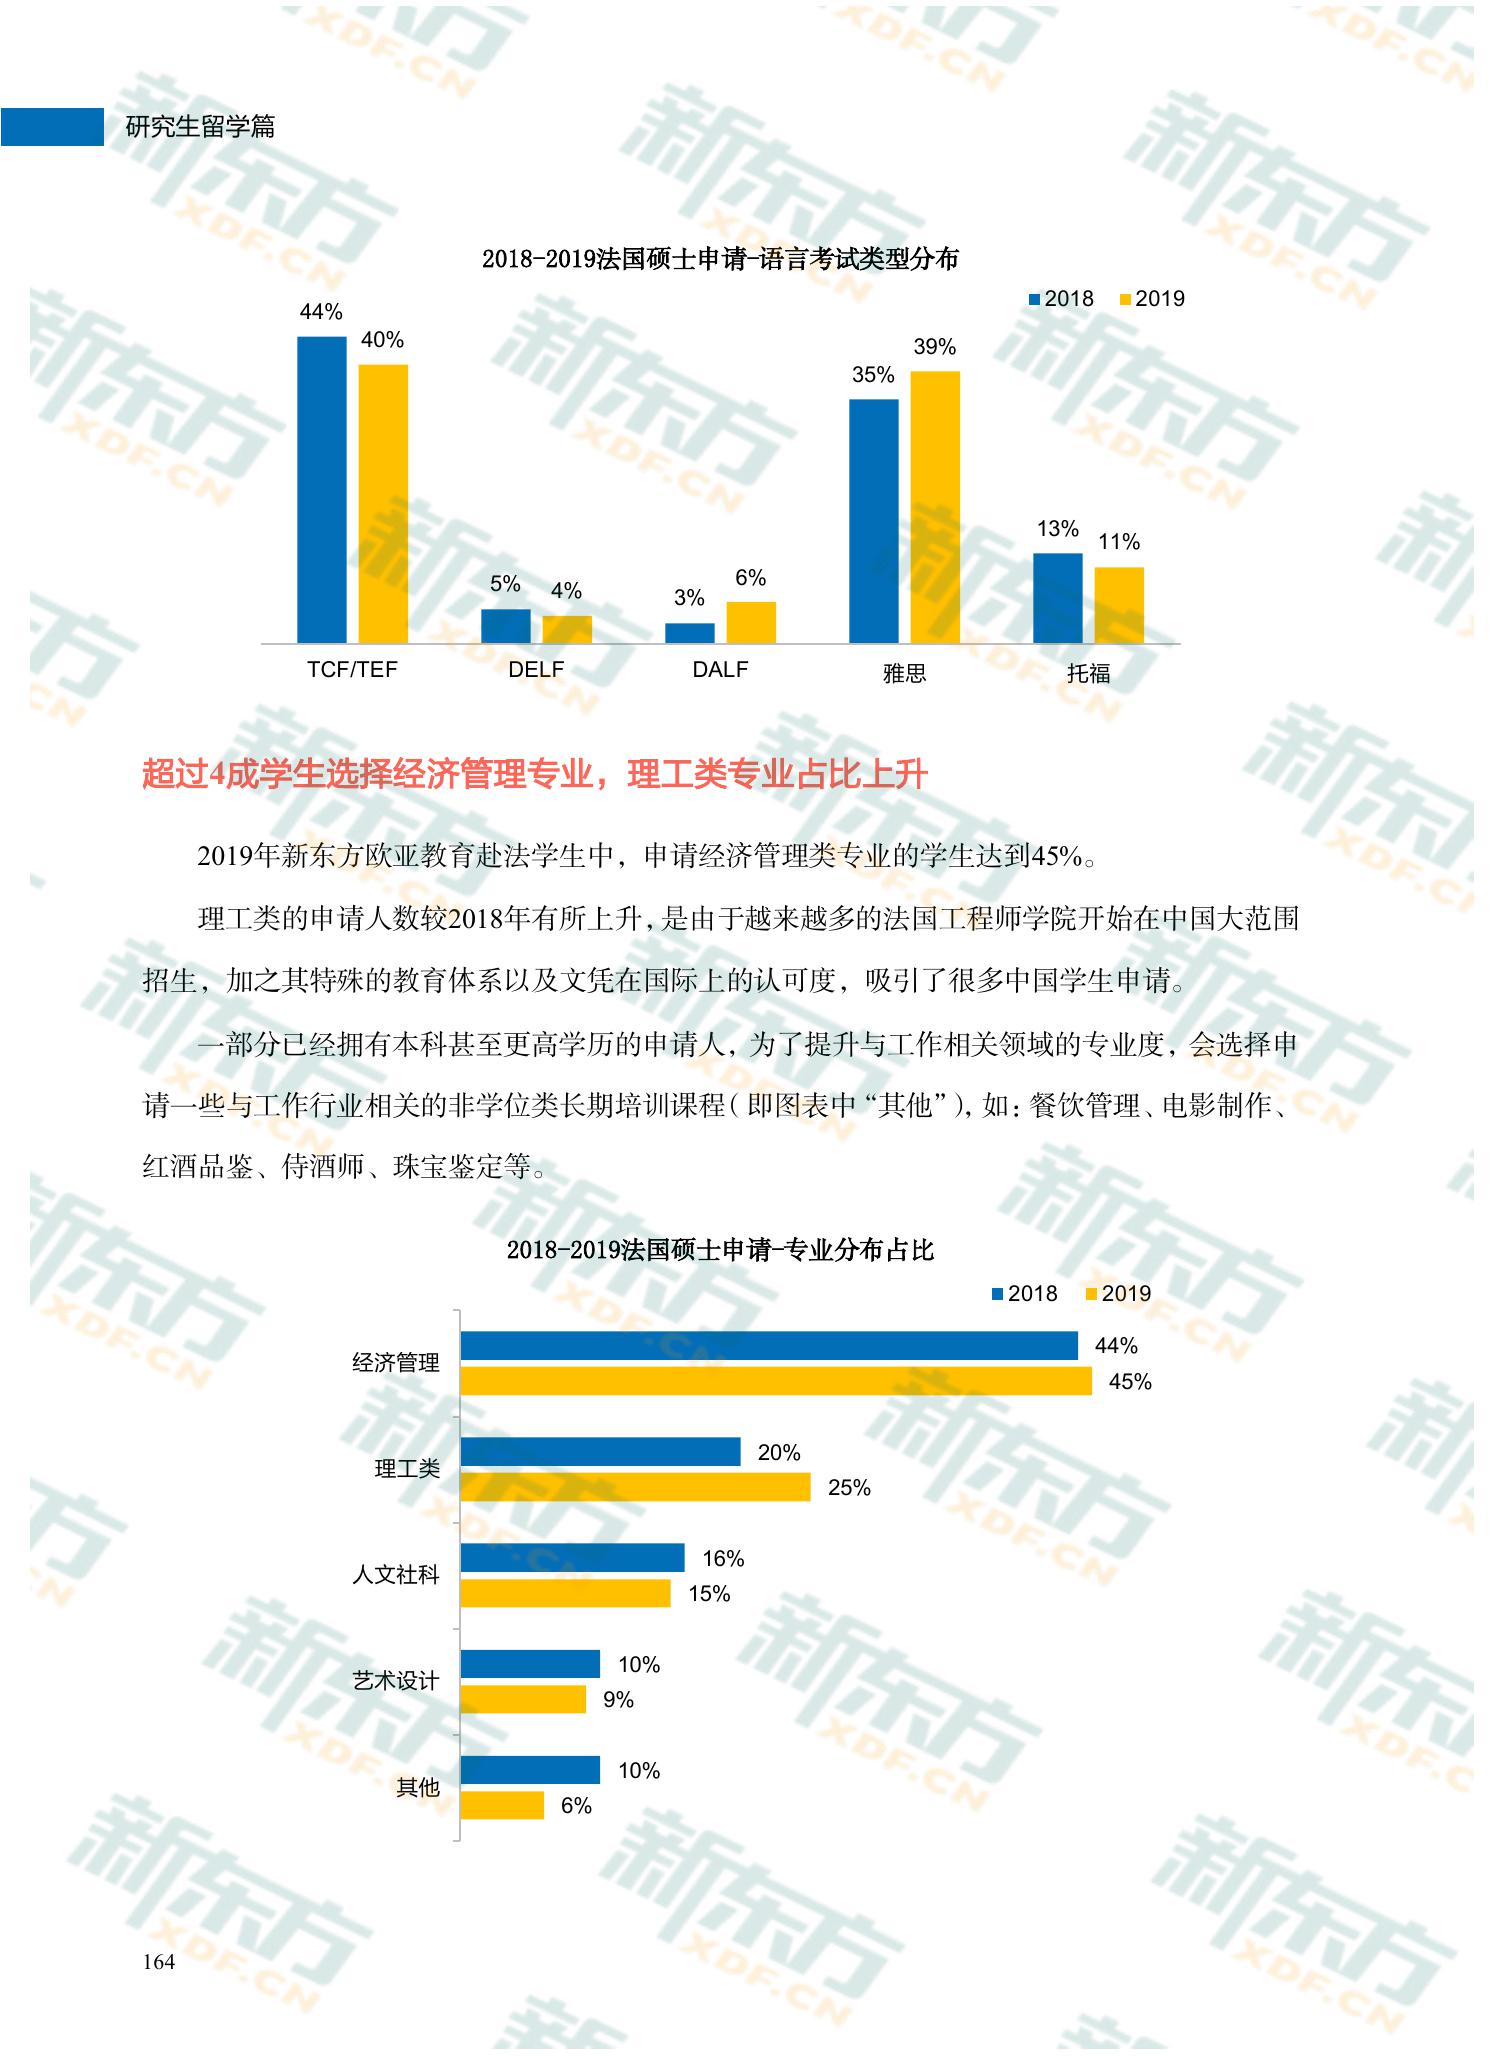 研究生留学篇
2018-2019法国硕士申请-语言考试类型分布
2018 2019
44% 40% 5% 4% 3% 6% 35% 39% 13% 11%
TCF/TEF DELF DALF 雅思 托福
超过4成学生选择经济管理专业，理工类专业占比上升
2019年新东方欧亚教育赴法学生中，申请经济管理类专业的学生达到45%。
理工类的申请人数较2018年有所上升，是由于越来越多的法国工程师学院开始在中国大范围
招生，加之其特殊的教育体系以及文凭在国际上的认可度，吸引了很多中国学生申请。
一部分已经拥有本科甚至更高学历的申请人，为了提升与工作相关领域的专业度，会选择申
请一些与工作行业相关的非学位类长期培训课程（即图表中“其他”），如：餐饮管理、电影制作、
红酒品鉴、侍酒师、珠宝鉴定等。
2018-2019法国硕士申请-专业分布占比
2018 2019
经济管理 44% 45%
理工类 20% 25%
人文社科 16% 15%
艺术设计 10% 9%
其他 10% 6%
164
新东方
XDF.CN